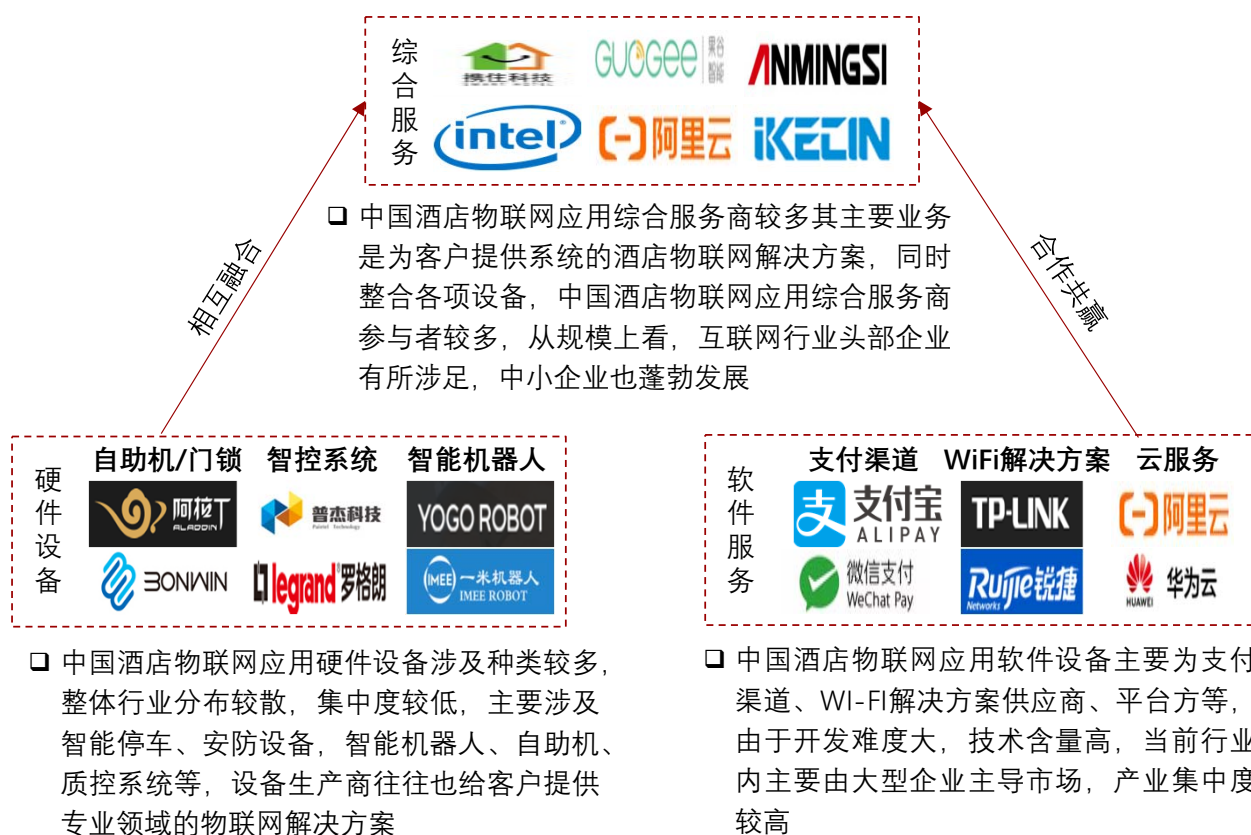 综合服务
携住科技
GUOGEE 果谷智能
ANMINGSI
intel
阿里云
iKECIN
中国酒店物联网应用综合服务商较多其主要业务
是为客户提供系统的酒店物联网解决方案，同时
整合各项设备，中国酒店物联网应用综合服务商
参与者较多，从规模上看，互联网行业头部企业
有所涉足，中小企业也蓬勃发展
相互融合
合作共赢
硬件设备
自助机/门锁 智控系统 智能机器人
阿拉丁
ALADDIN
普杰科技
YOGO ROBOT
BONWIN
legrand 罗格朗
IMEE 一米机器人
IMEE ROBOT
中国酒店物联网应用硬件设备涉及种类较多，
整体行业分布较散，集中度较低，主要涉及
智能停车、安防设备，智能机器人、自助机、
质控系统等，设备生产商往往也给客户提供
专业领域的物联网解决方案
软件服务
支付渠道 WiFi解决方案 云服务
支 支付宝
ALIPAY
TP-LINK
阿里云
微信支付
WeChat Pay
Ruijie锐捷
Networks
HUAWEI
华为云
中国酒店物联网应用软件设备主要为支付
渠道、WI-FI解决方案供应商、平台方等，
由于开发难度大，技术含量高，当前行业
内主要由大型企业主导市场，产业集中度
较高